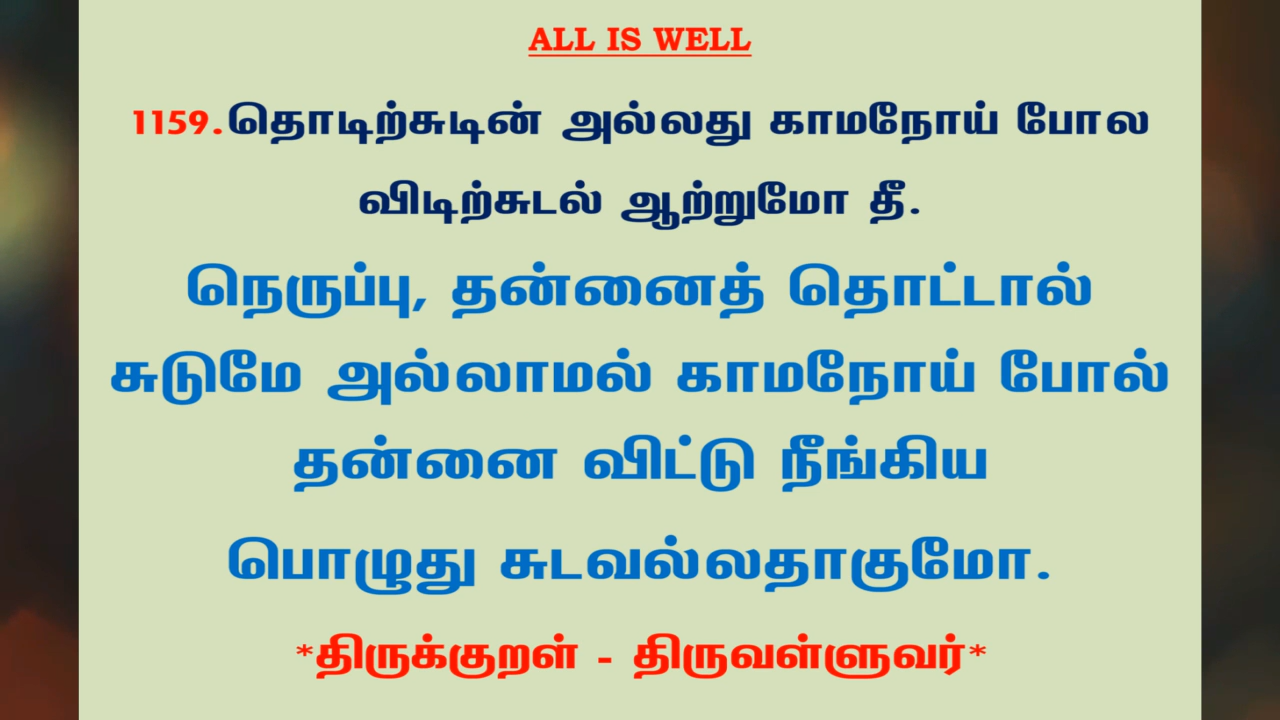 ALL IS WELL
1159.தொடிற்சுடின் அல்லது காமநோய் போல
விடிற்சுடல் ஆற்றுமோ தீ.
நெருப்பு, தன்னைத் தொட்டால்
சுடுமே அல்லாமல் காமநோய் போல்
தன்னை விட்டு நீங்கிய
பொழுது சுடவல்லதாகுமோ.
*திருக்குறள் - திருவள்ளுவர்*